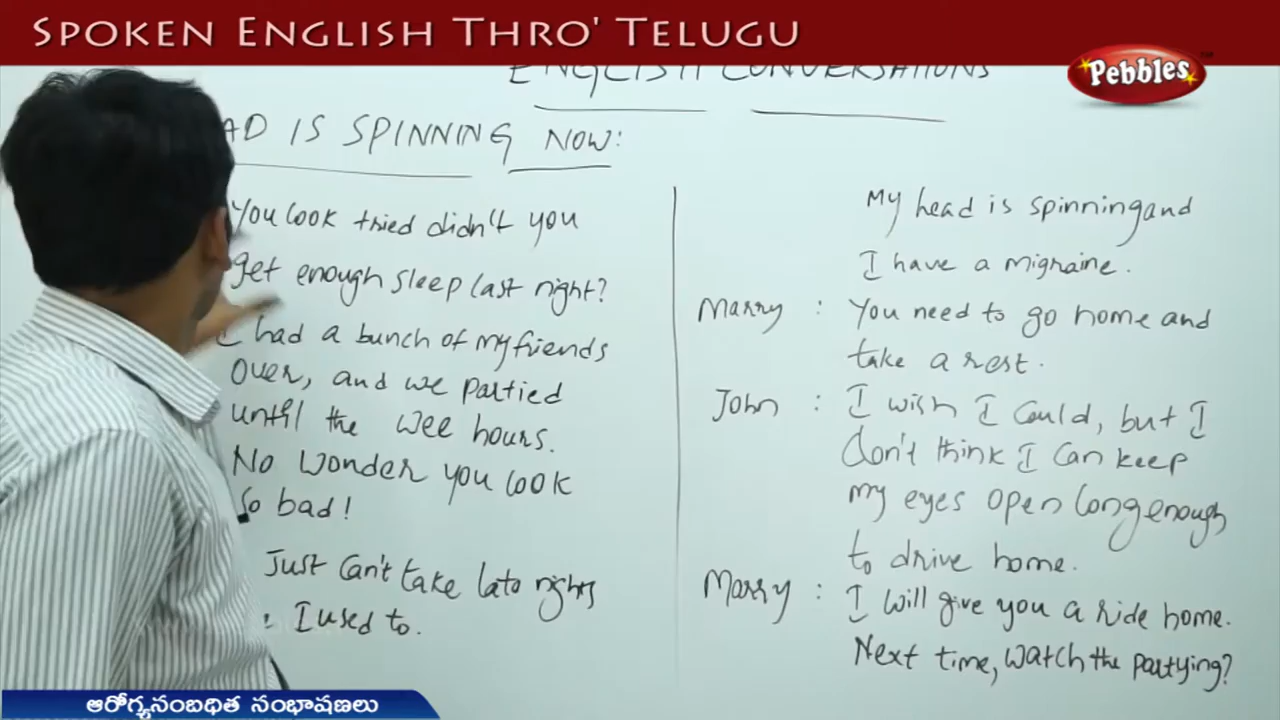 SPOKEN ENGLISH THRO' TELUGU
Pebbles
TM
ENGLISH CONVERSATIONS
AD IS SPINNING NOW:
You look tried didn't you
get enough sleep last night?
I had a bunch of my friends
over, and we partied
until the wee hours.
No wonder you look
so bad!
Just can't take late nights
I used to.
My head is spinning and
I have a migraine.
Marry : You need to go home and
take a rest.
John : I wish I could, but I
don't think I can keep
my eyes open long enough
to drive home.
Marry : I will give you a ride home.
Next time, watch the partying?
ఆరోగ్యసంబధిత సంభాషణలు